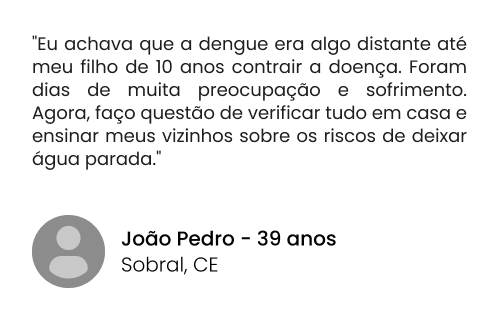 "Eu achava que a dengue era algo distante até
meu filho de 10 anos contrair a doença. Foram
dias de muita preocupação e sofrimento.
Agora, faço questão de verificar tudo em casa e
ensinar meus vizinhos sobre os riscos de deixar
água parada."
João Pedro - 39 anos
Sobral, CE